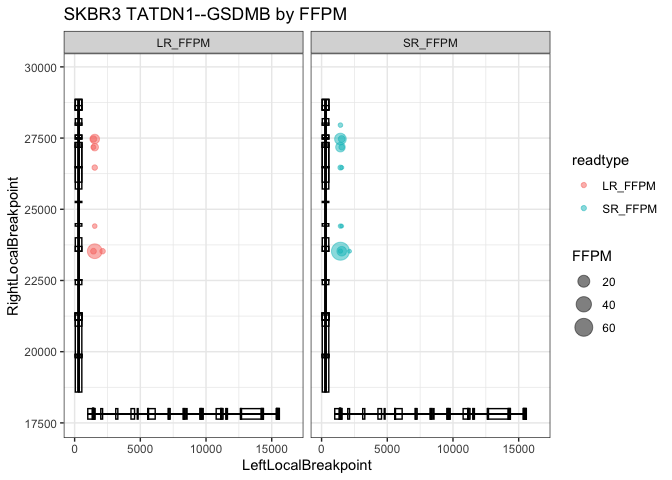 SKBR3 TATDN1--GSDMB by FFPM
LR_FFPM
SR_FFPM
30000
27500
25000
22500
20000
17500
RightLocalBreakpoint
0
5000
10000
15000
0
5000
10000
15000
LeftLocalBreakpoint
readtype
LR_FFPM
SR_FFPM
FFPM
20
40
60